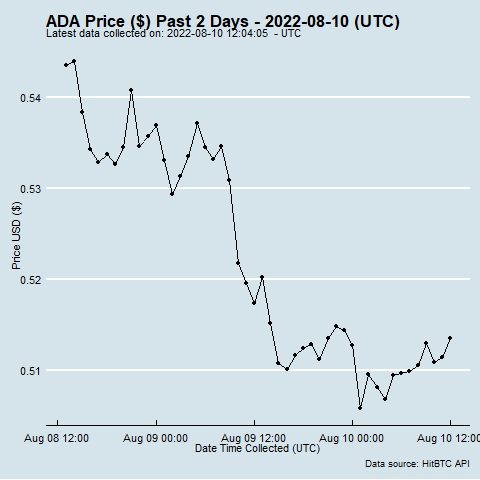 ADA Price ($) Past 2 Days - 2022-08-10 (UTC)
Latest data collected on: 2022-08-10 12:04:05  - UTC
0.54
0.53
0.52
0.51
Price USD ($)
Aug 08 12:00 Aug 09 00:00 Aug 09 12:00 Aug 10 00:00 Aug 10 12:00
Date Time Collected (UTC)
Data source: HitBTC API